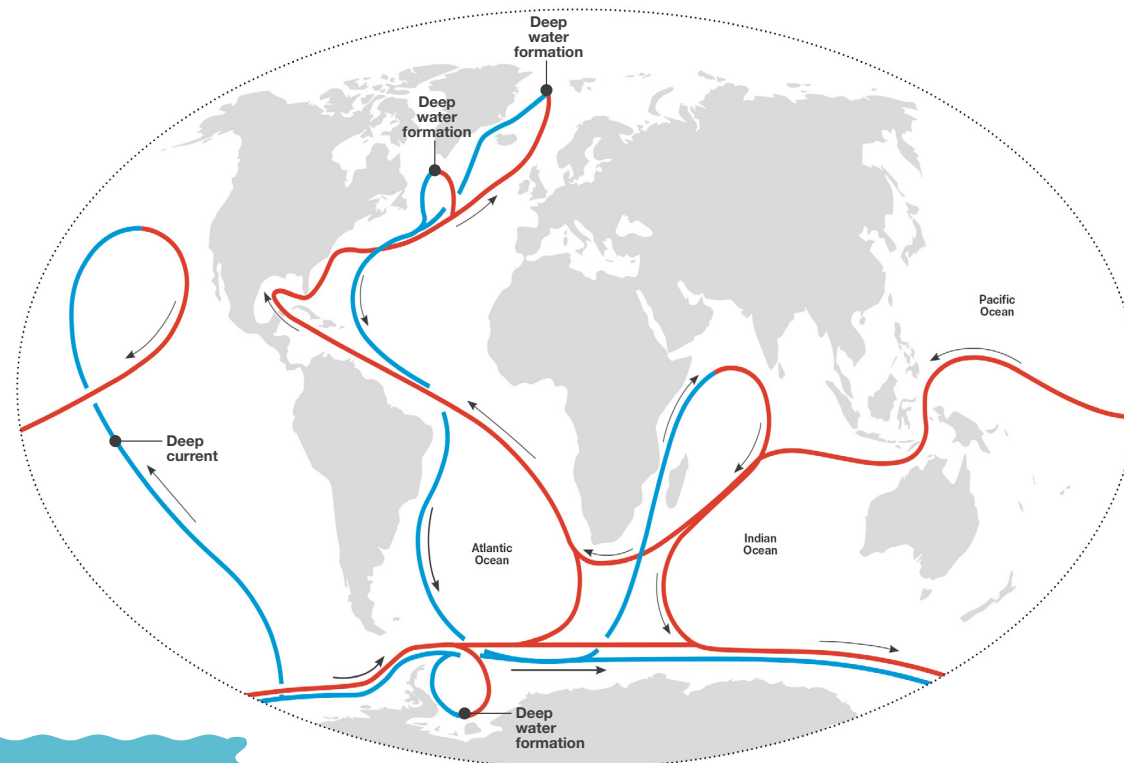 Deep
water
formation
Deep
water
formation
Pacific
Ocean
Deep
current
Atlantic
Ocean
Indian
Ocean
Deep
water
formation